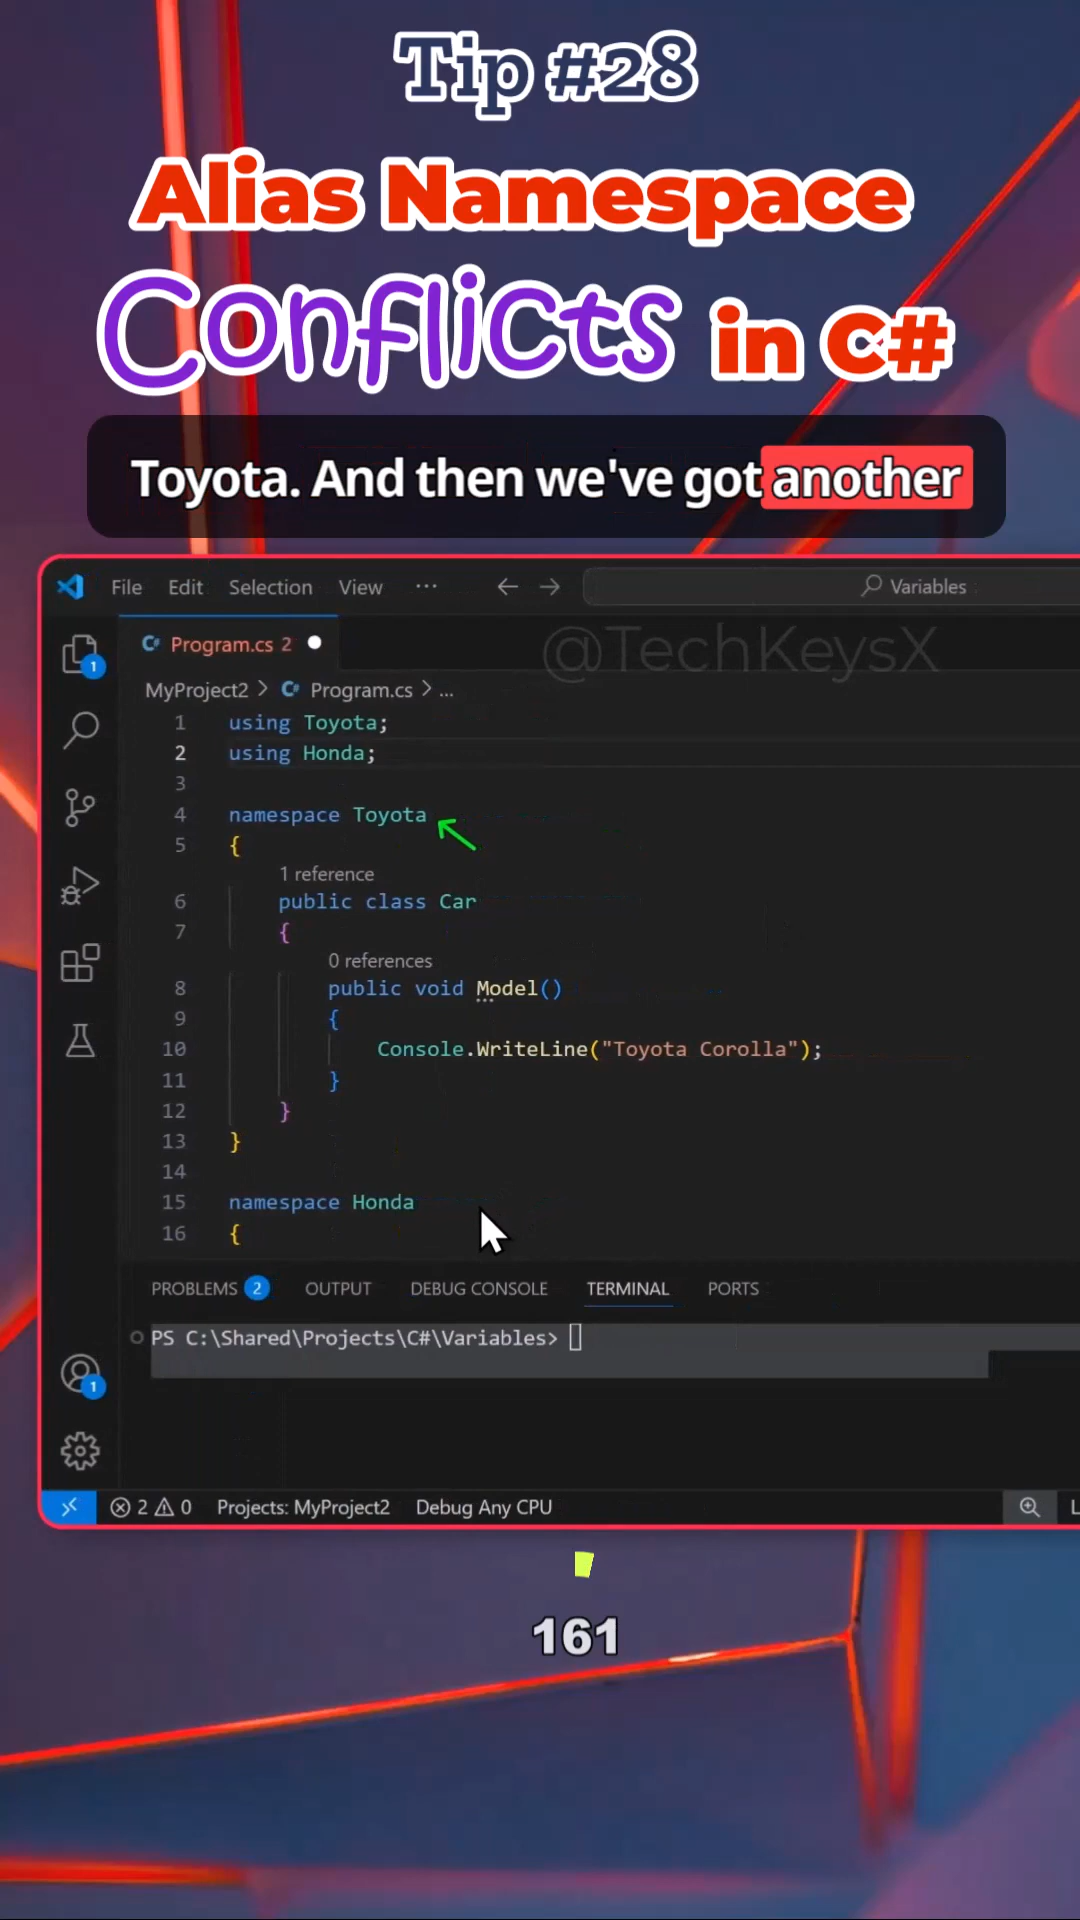 Tip #28
Alias Namespace
Conflicts in C#
Toyota. And then we've got another
File Edit Selection View ··· Variables
Program.cs 2
@TechKeysX
MyProject2 > Program.cs > ...
1 using Toyota;
2 using Honda;
3
4 namespace Toyota
5 {
1 reference
6 public class Car
7 {
0 references
8 public void Model()
9 {
10 Console.WriteLine("Toyota Corolla");
11 }
12 }
13 }
14
15 namespace Honda
16 {
PROBLEMS 2 OUTPUT DEBUG CONSOLE TERMINAL PORTS
PS C:\Shared\Projects\C#\Variables>
1
1
2 0 Projects: MyProject2 Debug Any CPU L
161